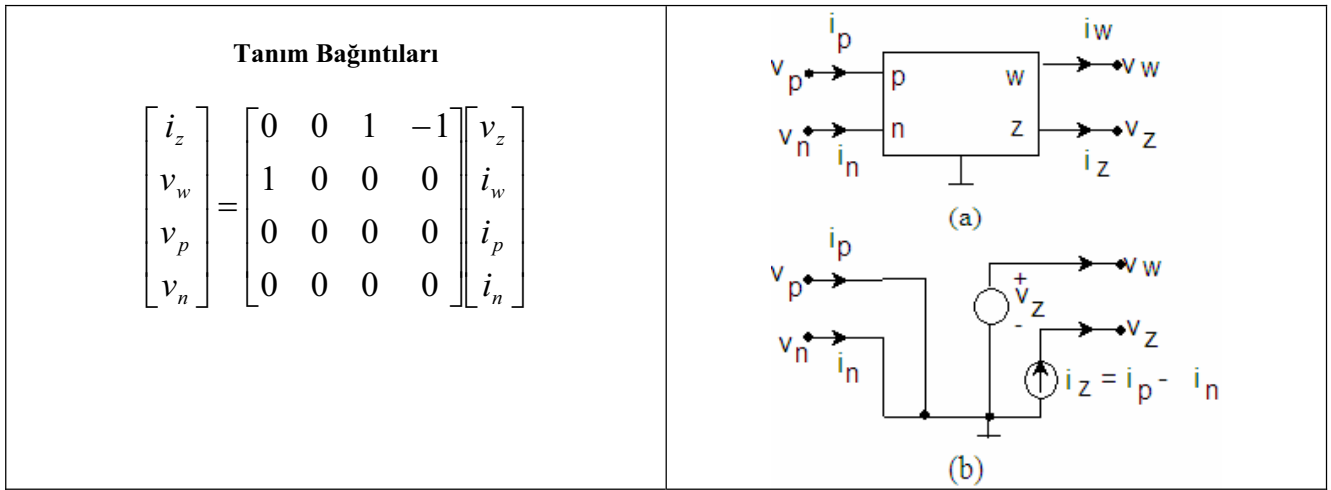 Tanım Bağıntıları
[i_z; v_w; v_p; v_n] = [0 0 1 −1; 1 0 0 0; 0 0 0 0; 0 0 0 0] [v_z; i_w; i_p; i_n]
i_p i_w
v_p p w v_w
v_n n z v_z
i_n i_z
(a)
i_p
v_p v_w
+
v_z
-
v_n v_z
i_n
i_z = i_p - i_n
(b)